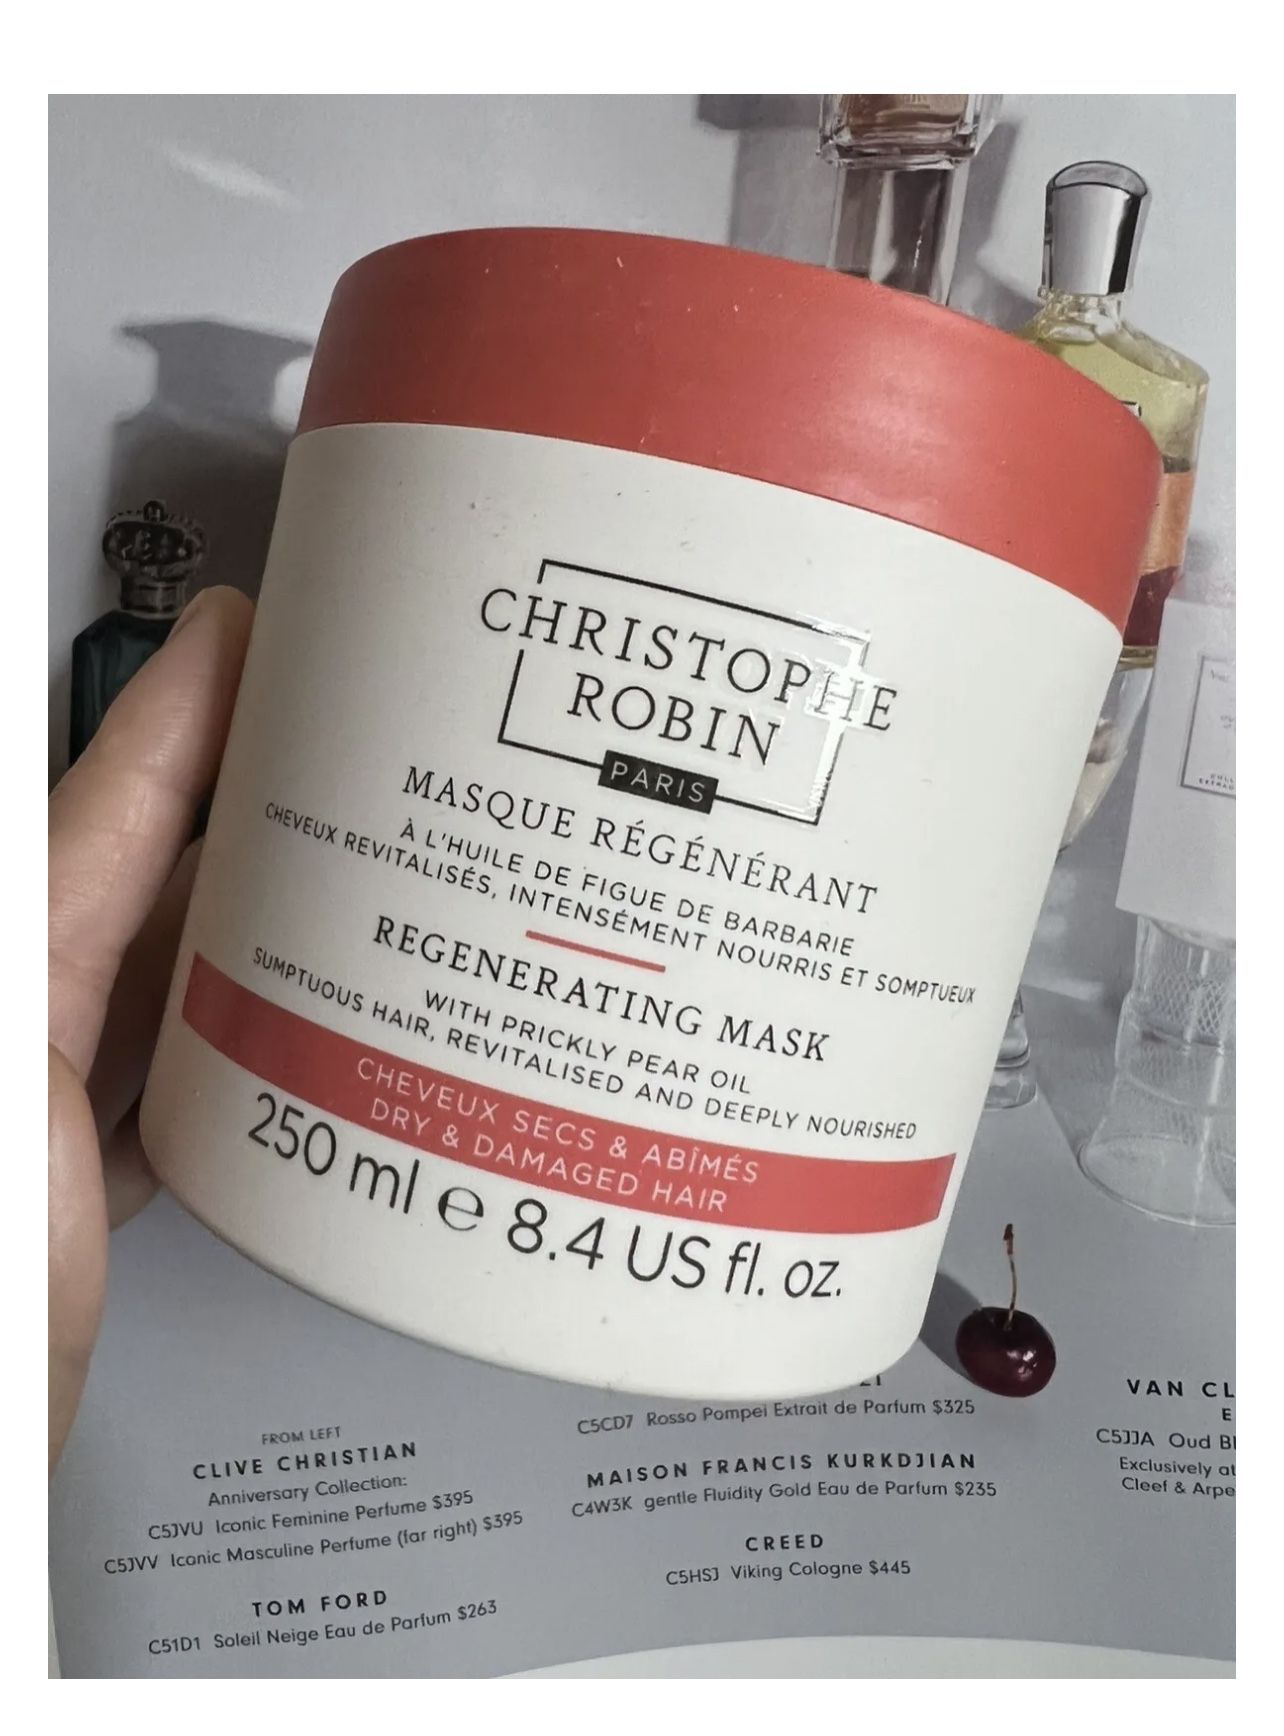 CHRISTOPHE
ROBIN
PARIS
MASQUE RÉGÉNÉRANT
À L'HUILE DE FIGUE DE BARBARIE
CHEVEUX REVITALISÉS, INTENSÉMENT NOURRIS ET SOMPTUEUX
REGENERATING MASK
WITH PRICKLY PEAR OIL
SUMPTUOUS HAIR, REVITALISED AND DEEPLY NOURISHED
CHEVEUX SECS & ABÎMÉS
DRY & DAMAGED HAIR
250 ml e 8.4 US fl. oz.
FROM LEFT
CLIVE CHRISTIAN
Anniversary Collection:
C5JVU Iconic Feminine Perfume $395
C5JVV Iconic Masculine Perfume (far right) $395
TOM FORD
C51D1 Soleil Neige Eau de Parfum $263
C5CD7 Rosso Pompei Extrait de Parfum $325
MAISON FRANCIS KURKDJIAN
C4W3K gentle Fluidity Gold Eau de Parfum $235
CREED
C5HSJ Viking Cologne $445
VAN CL
E
C5JJA Oud Bl
Exclusively at
Cleef & Arpe